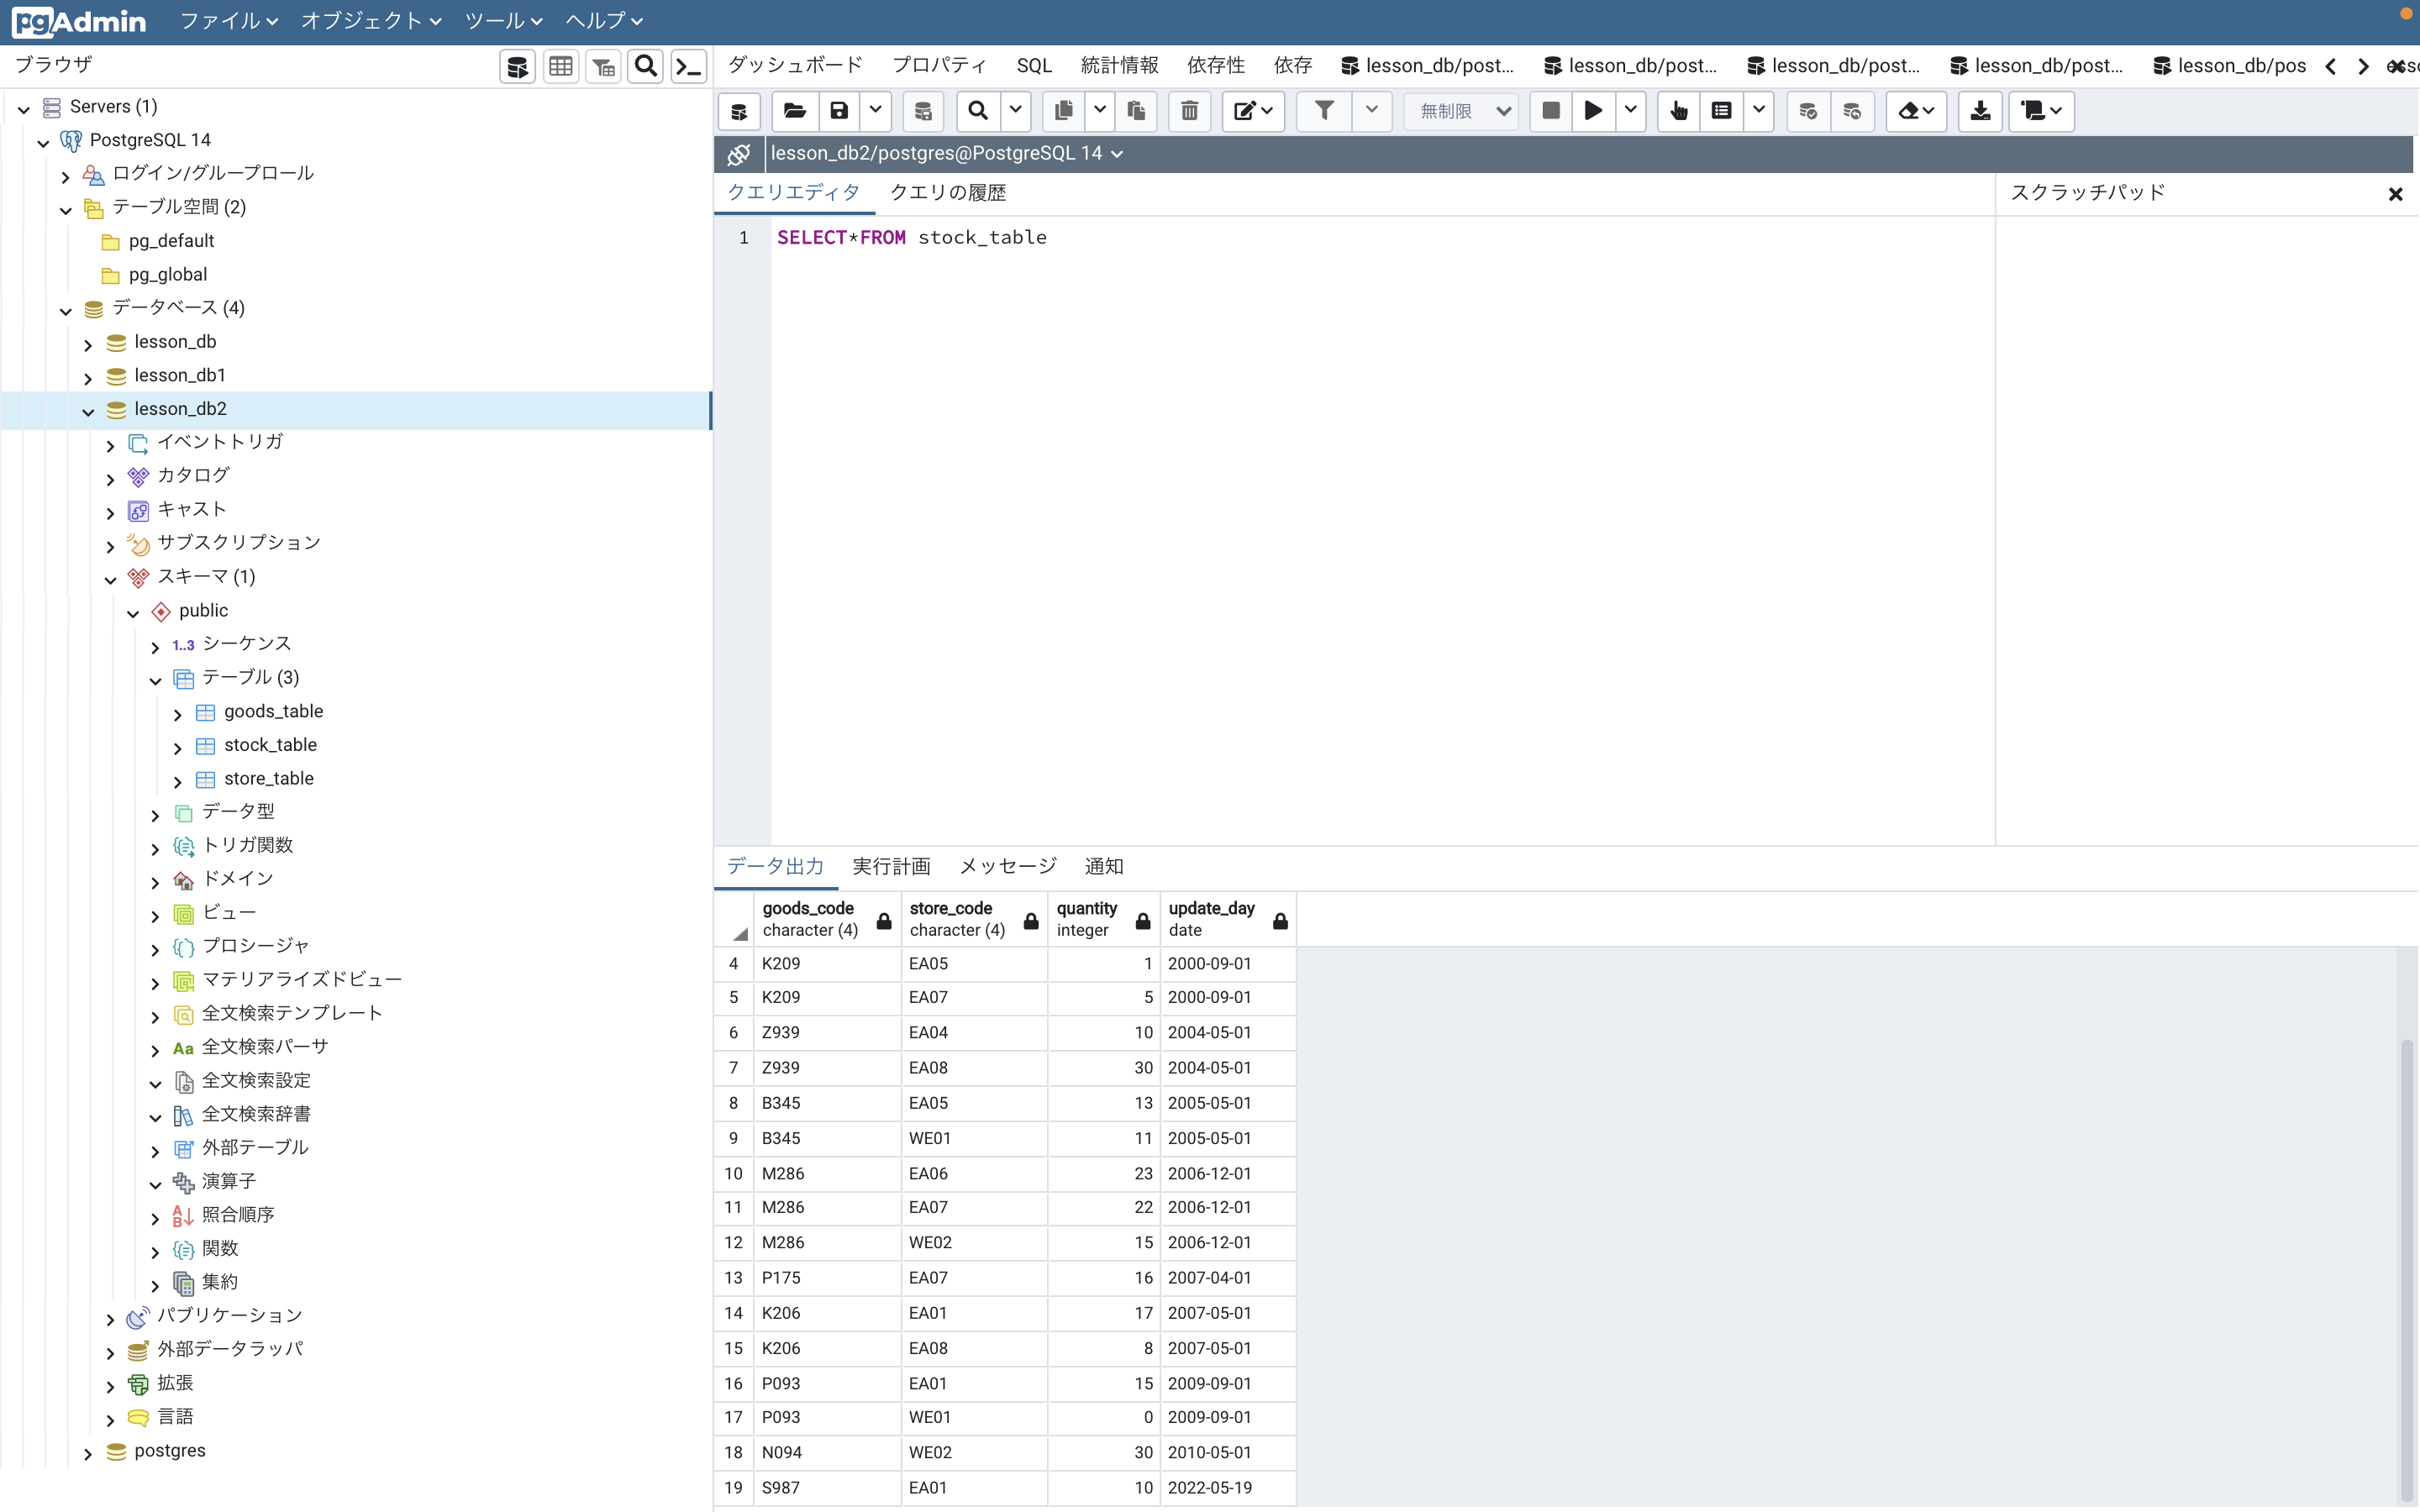 pgAdmin ファイル オブジェクト ツール ヘルプ
ブラウザ
Servers (1)
PostgreSQL 14
ログイン/グループロール
テーブル空間 (2)
pg_default
pg_global
データベース (4)
lesson_db
lesson_db1
lesson_db2
イベントトリガ
カタログ
キャスト
サブスクリプション
スキーマ (1)
public
1..3 シーケンス
テーブル (3)
goods_table
stock_table
store_table
データ型
トリガ関数
ドメイン
ビュー
プロシージャ
マテリアライズドビュー
全文検索テンプレート
Aa 全文検索パーサ
全文検索設定
全文検索辞書
外部テーブル
演算子
照合順序
関数
集約
パブリケーション
外部データラッパ
拡張
言語
postgres
ダッシュボード プロパティ SQL 統計情報 依存性 依存 lesson_db/post... lesson_db/post... lesson_db/post... lesson_db/post... lesson_db/pos
無制限
lesson_db2/postgres@PostgreSQL 14
クエリエディタ クエリの履歴 スクラッチパッド
1 SELECT*FROM stock_table
データ出力 実行計画 メッセージ 通知
goods_code store_code quantity update_day
character (4) character (4) integer date
4 K209 EA05 1 2000-09-01
5 K209 EA07 5 2000-09-01
6 Z939 EA04 10 2004-05-01
7 Z939 EA08 30 2004-05-01
8 B345 EA05 13 2005-05-01
9 B345 WE01 11 2005-05-01
10 M286 EA06 23 2006-12-01
11 M286 EA07 22 2006-12-01
12 M286 WE02 15 2006-12-01
13 P175 EA07 16 2007-04-01
14 K206 EA01 17 2007-05-01
15 K206 EA08 8 2007-05-01
16 P093 EA01 15 2009-09-01
17 P093 WE01 0 2009-09-01
18 N094 WE02 30 2010-05-01
19 S987 EA01 10 2022-05-19